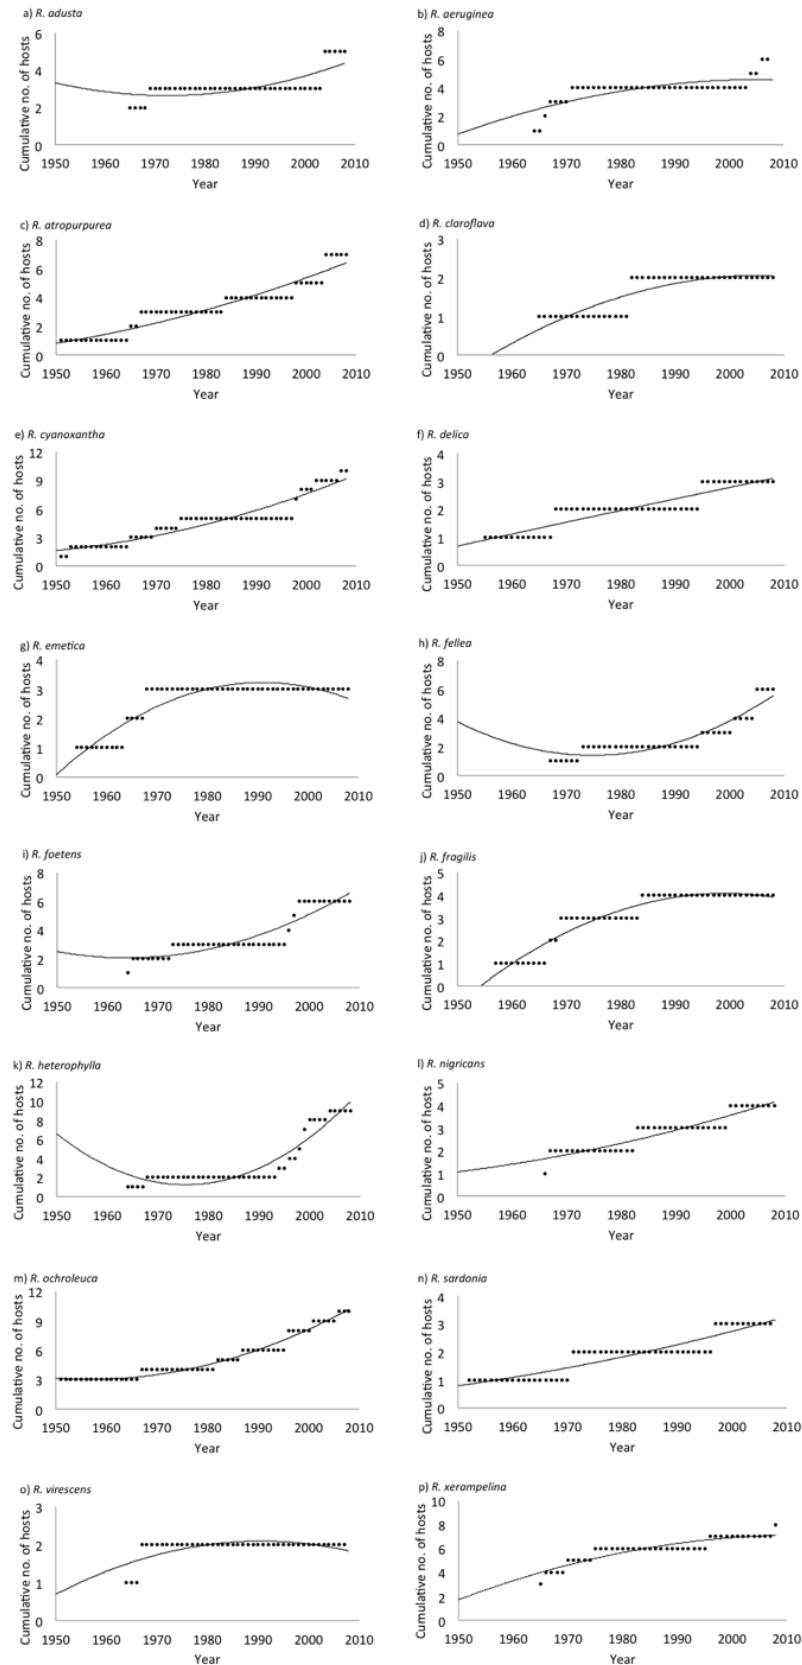 a) R. adusta
Cumulative no. of hosts
6
4
2
0
1950 1960 1970 1980 1990 2000 2010
Year
b) R. aeruginea
Cumulative no. of hosts
8
6
4
2
0
1950 1960 1970 1980 1990 2000 2010
Year
c) R. atropurpurea
Cumulative no. of hosts
8
6
4
2
0
1950 1960 1970 1980 1990 2000 2010
Year
d) R. claroflava
Cumulative no. of hosts
3
2
1
0
1950 1960 1970 1980 1990 2000 2010
Year
e) R. cyanoxantha
Cumulative no. of hosts
12
9
6
3
0
1950 1960 1970 1980 1990 2000 2010
Year
f) R. delica
Cumulative no. of hosts
4
3
2
1
0
1950 1960 1970 1980 1990 2000 2010
Year
g) R. emetica
Cumulative no. of hosts
4
3
2
1
0
1950 1960 1970 1980 1990 2000 2010
Year
h) R. fellea
Cumulative no. of hosts
8
6
4
2
0
1950 1960 1970 1980 1990 2000 2010
Year
i) R. foetens
Cumulative no. of hosts
8
6
4
2
0
1950 1960 1970 1980 1990 2000 2010
Year
j) R. fragilis
Cumulative no. of hosts
5
4
3
2
1
0
1950 1960 1970 1980 1990 2000 2010
Year
k) R. heterophylla
Cumulative no. of hosts
12
10
8
6
4
2
0
1950 1960 1970 1980 1990 2000 2010
Year
l) R. nigricans
Cumulative no. of hosts
5
4
3
2
1
0
1950 1960 1970 1980 1990 2000 2010
Year
m) R. ochroleuca
Cumulative no. of hosts
12
9
6
3
0
1950 1960 1970 1980 1990 2000 2010
Year
n) R. sardonia
Cumulative no. of hosts
4
3
2
1
0
1950 1960 1970 1980 1990 2000 2010
Year
o) R. virescens
Cumulative no. of hosts
3
2
1
0
1950 1960 1970 1980 1990 2000 2010
Year
p) R. xerampelina
Cumulative no. of hosts
10
8
6
4
2
0
1950 1960 1970 1980 1990 2000 2010
Year